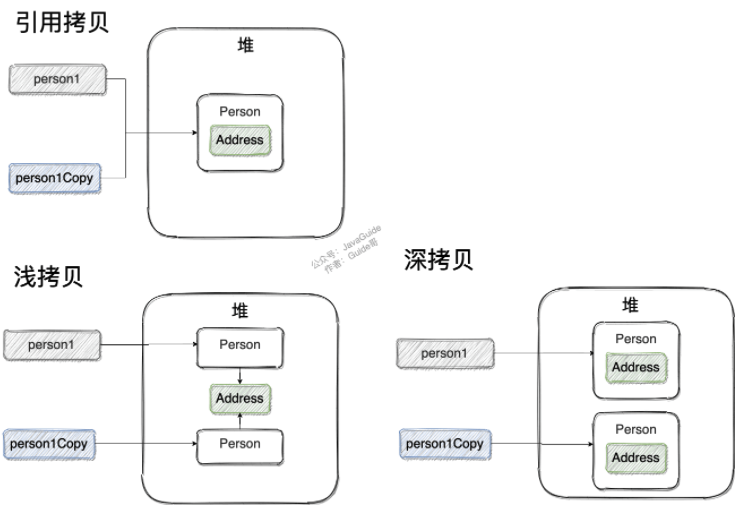 引用拷贝
堆
person1
Person
Address
person1Copy
公众号：JavaGuide
作者：Guide哥
浅拷贝
堆
person1
Person
Address
person1Copy
Person
深拷贝
堆
Person
person1
Address
Person
person1Copy
Address